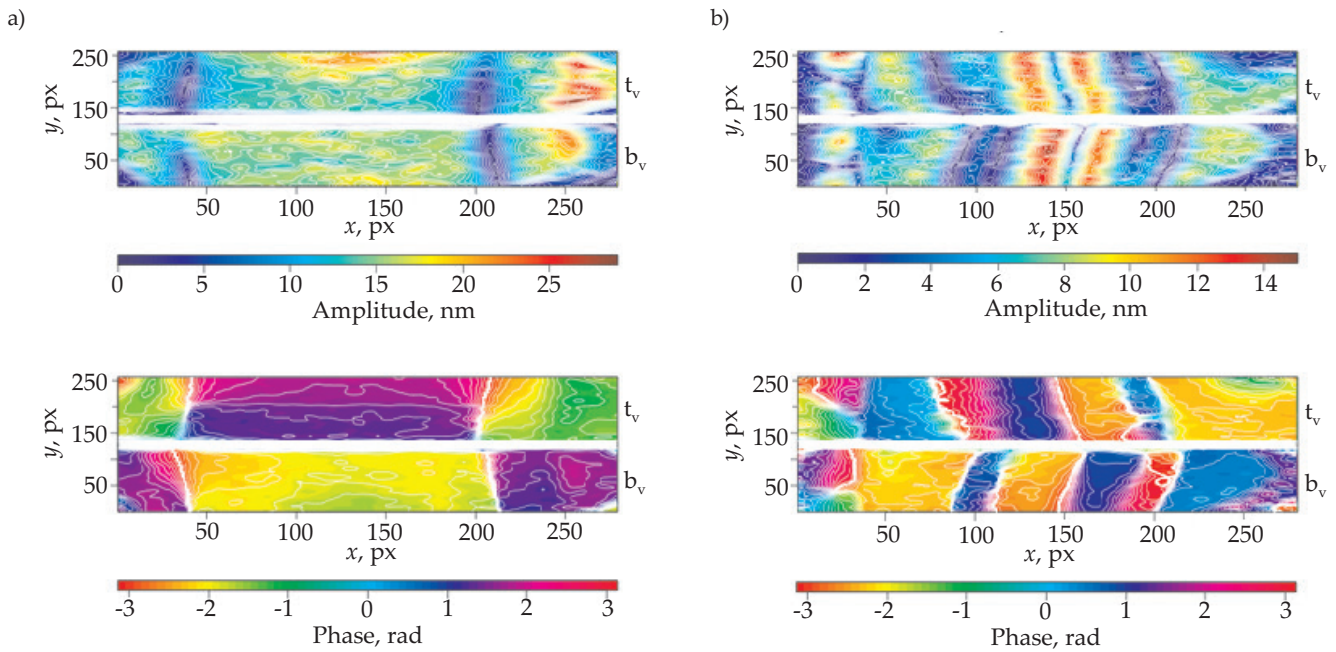 a)
250
150
50
y, px
t_v
b_v
50 100 150 200 250
x, px
0 5 10 15 20 25
Amplitude, nm
250
150
50
y, px
t_v
b_v
50 100 150 200 250
x, px
-3 -2 -1 0 1 2 3
Phase, rad
b)
250
150
50
y, px
t_v
b_v
50 100 150 200 250
x, px
0 2 4 6 8 10 12 14
Amplitude, nm
250
150
50
y, px
t_v
b_v
50 100 150 200 250
x, px
-3 -2 -1 0 1 2 3
Phase, rad